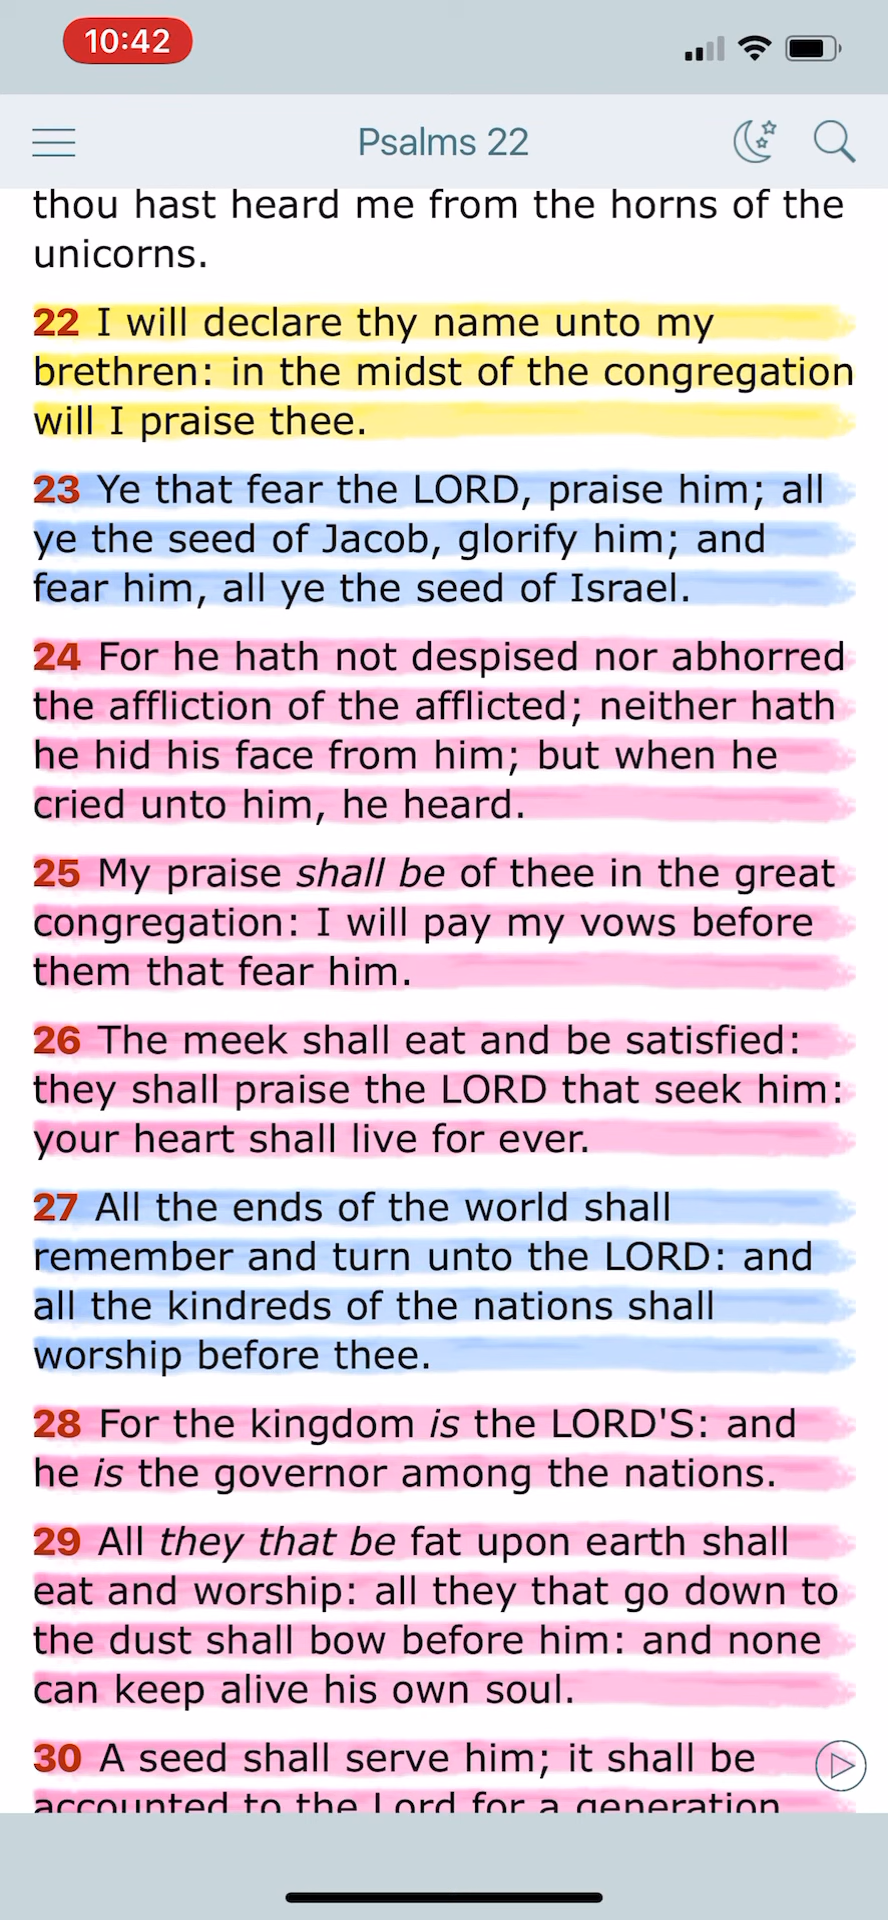 10:42
Psalms 22
thou hast heard me from the horns of the
unicorns.
22 I will declare thy name unto my
brethren: in the midst of the congregation
will I praise thee.
23 Ye that fear the LORD, praise him; all
ye the seed of Jacob, glorify him; and
fear him, all ye the seed of Israel.
24 For he hath not despised nor abhorred
the affliction of the afflicted; neither hath
he hid his face from him; but when he
cried unto him, he heard.
25 My praise shall be of thee in the great
congregation: I will pay my vows before
them that fear him.
26 The meek shall eat and be satisfied:
they shall praise the LORD that seek him:
your heart shall live for ever.
27 All the ends of the world shall
remember and turn unto the LORD: and
all the kindreds of the nations shall
worship before thee.
28 For the kingdom is the LORD'S: and
he is the governor among the nations.
29 All they that be fat upon earth shall
eat and worship: all they that go down to
the dust shall bow before him: and none
can keep alive his own soul.
30 A seed shall serve him; it shall be
accounted to the Lord for a generation